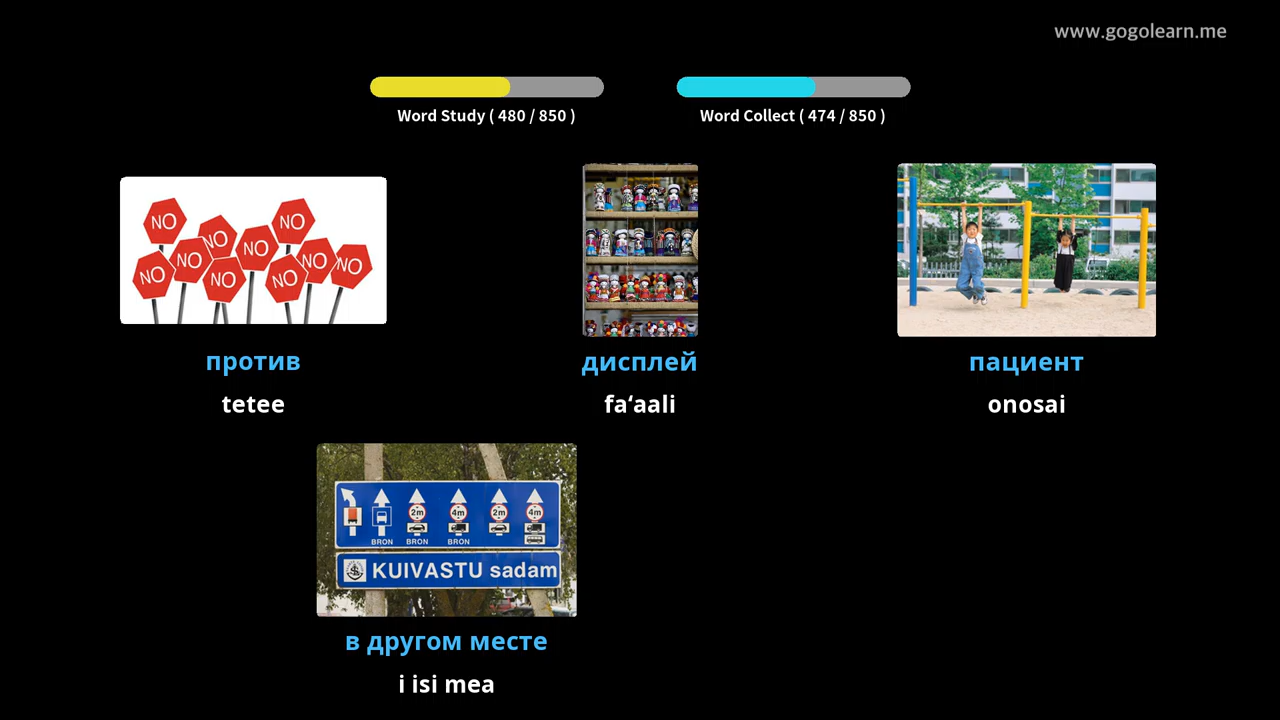 www.gogolearn.me
Word Study ( 480 / 850 )
Word Collect ( 474 / 850 )
NO NO NO NO NO NO NO NO NO
против
tetee
дисплей
fa‘aali
пациент
onosai
2m 4m 2m 4m
BRON BRON BRON
KUIVASTU sadam
в другом месте
i isi mea